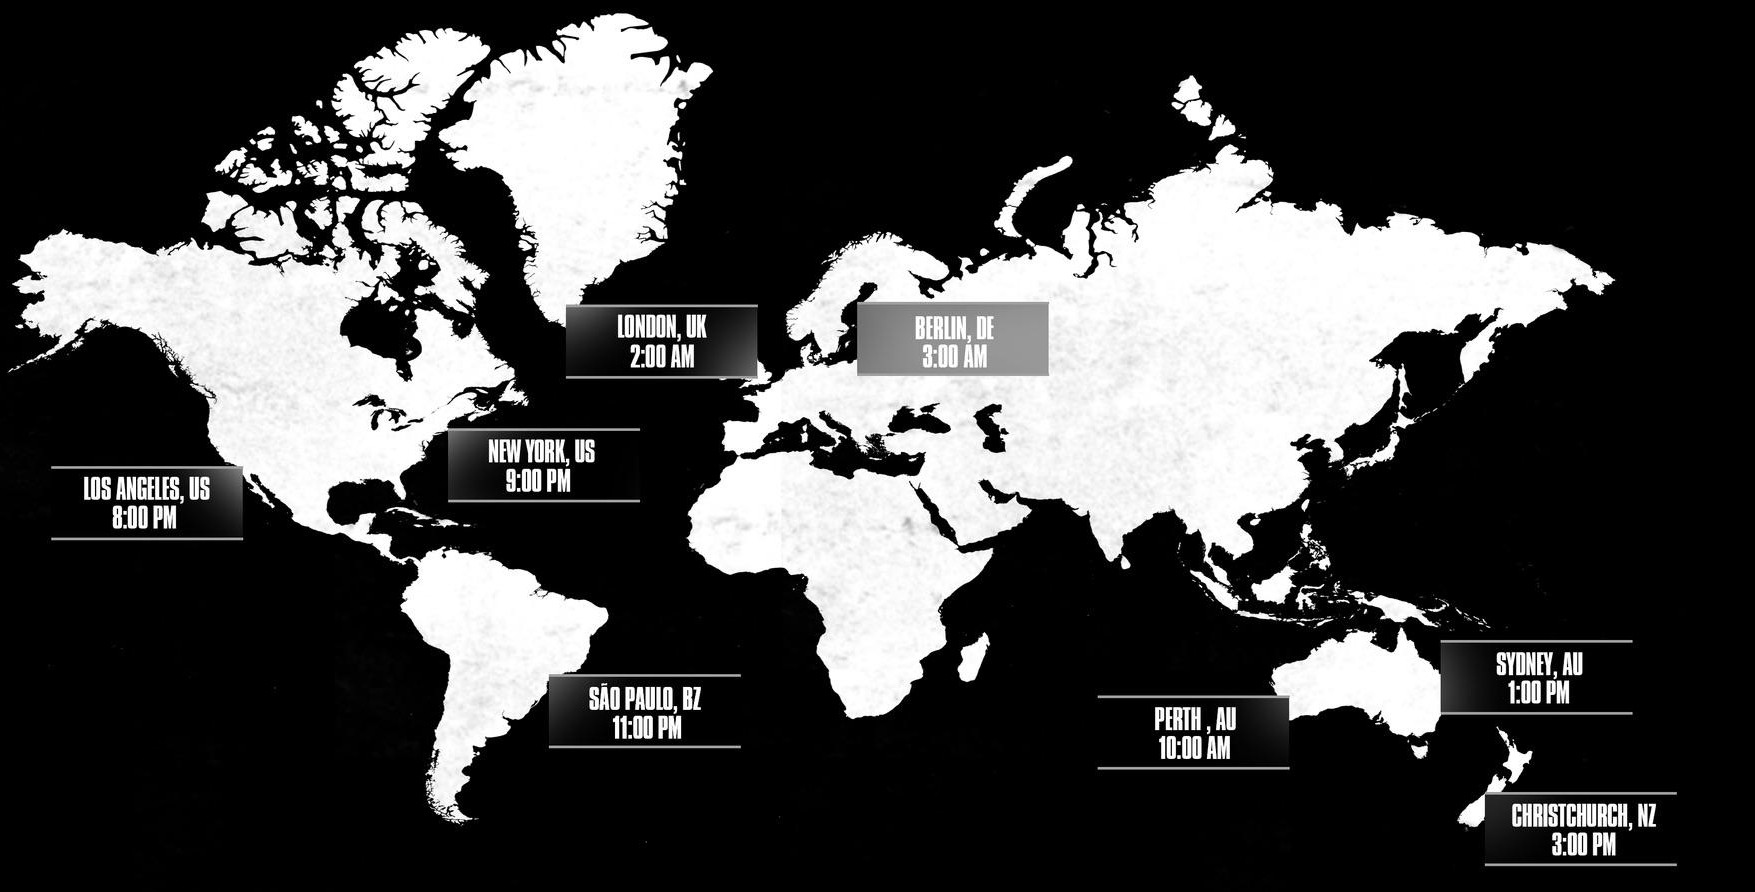 LONDON, UK
2:00 AM
BERLIN, DE
3:00 AM
NEW YORK, US
9:00 PM
LOS ANGELES, US
8:00 PM
SÃO PAULO, BZ
11:00 PM
SYDNEY, AU
1:00 PM
PERTH , AU
10:00 AM
CHRISTCHURCH, NZ
3:00 PM